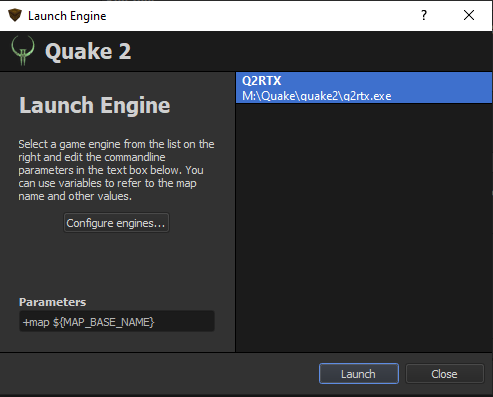 Launch Engine
?
Quake 2
Launch Engine
Select a game engine from the list on the
right and edit the commandline
parameters in the text box below. You
can use variables to refer to the map
name and other values.
Configure engines...
Parameters
+map ${MAP_BASE_NAME}
Q2RTX
M:\Quake\quake2\q2rtx.exe
Launch
Close